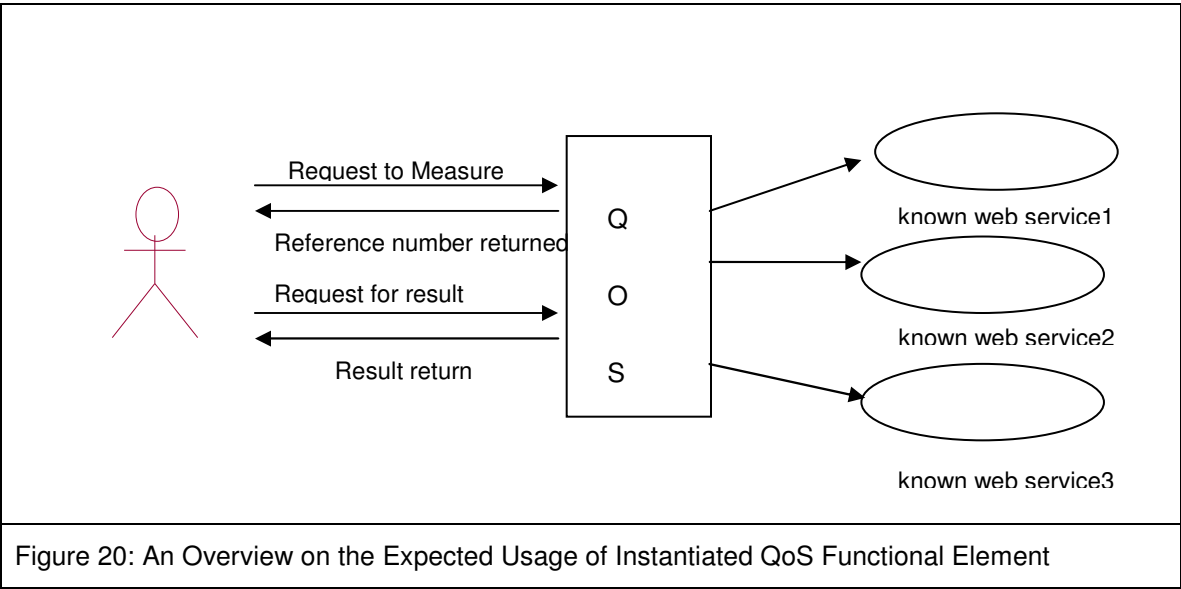 Request to Measure
Reference number returned
Request for result
Result return
Q
O
S
known web service1
known web service2
known web service3
Figure 20: An Overview on the Expected Usage of Instantiated QoS Functional Element